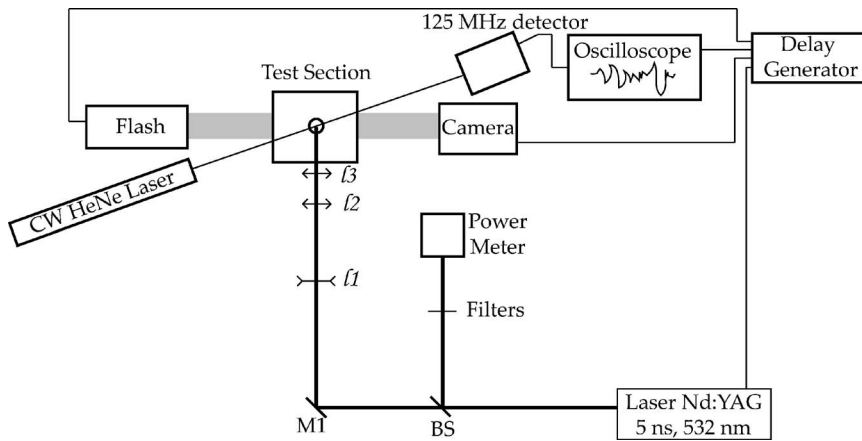 125 MHz detector
Oscilloscope
Delay
Generator
Test Section
Flash
Camera
CW HeNe Laser
l3
l2
l1
Power
Meter
Filters
M1
BS
Laser Nd:YAG
5 ns, 532 nm